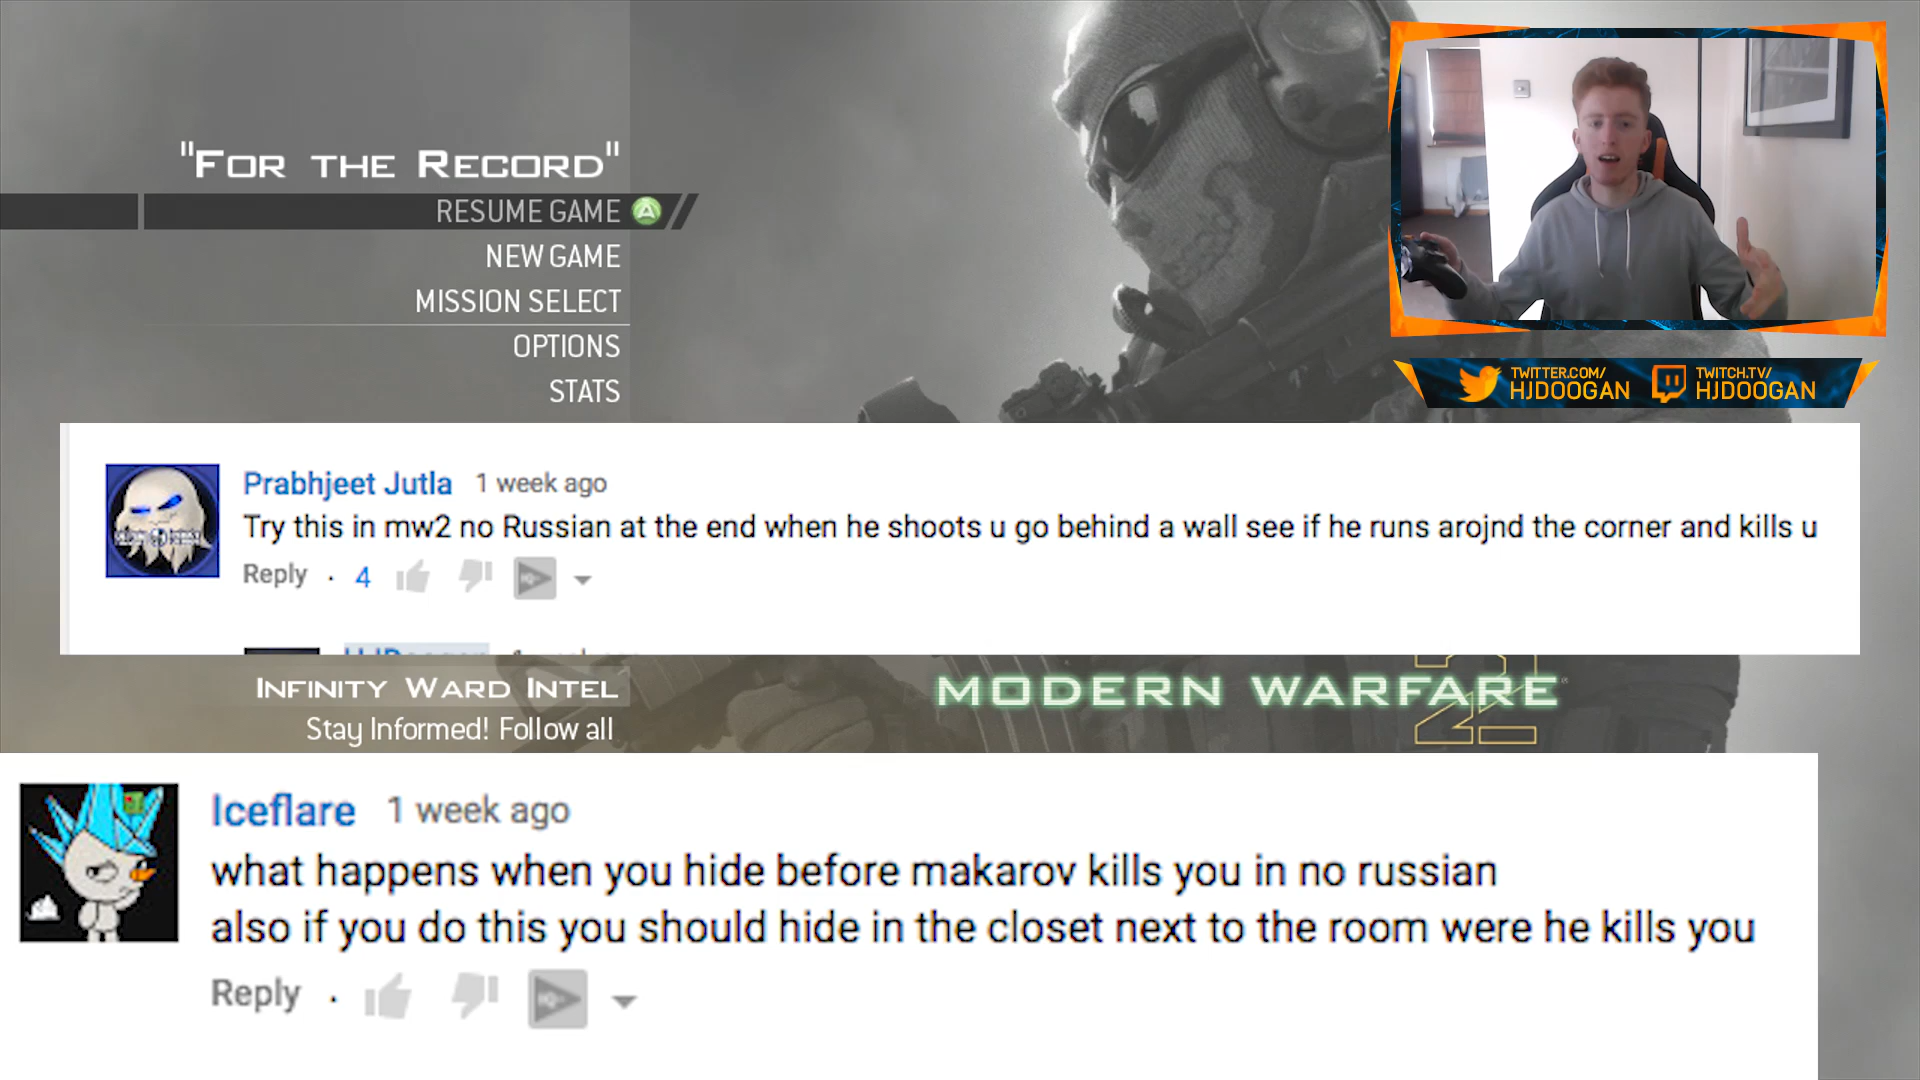 "For the Record"
RESUME GAME A
NEW GAME
MISSION SELECT
OPTIONS
STATS
TWITTER.COM/
HJDOOGAN
TWITCH.TV/
HJDOOGAN
Prabhjeet Jutla 1 week ago
Try this in mw2 no Russian at the end when he shoots u go behind a wall see if he runs arojnd the corner and kills u
Reply · 4
INFINITY WARD INTEL
Stay Informed! Follow all
MODERN WARFARE 2
Iceflare 1 week ago
what happens when you hide before makarov kills you in no russian
also if you do this you should hide in the closet next to the room were he kills you
Reply ·